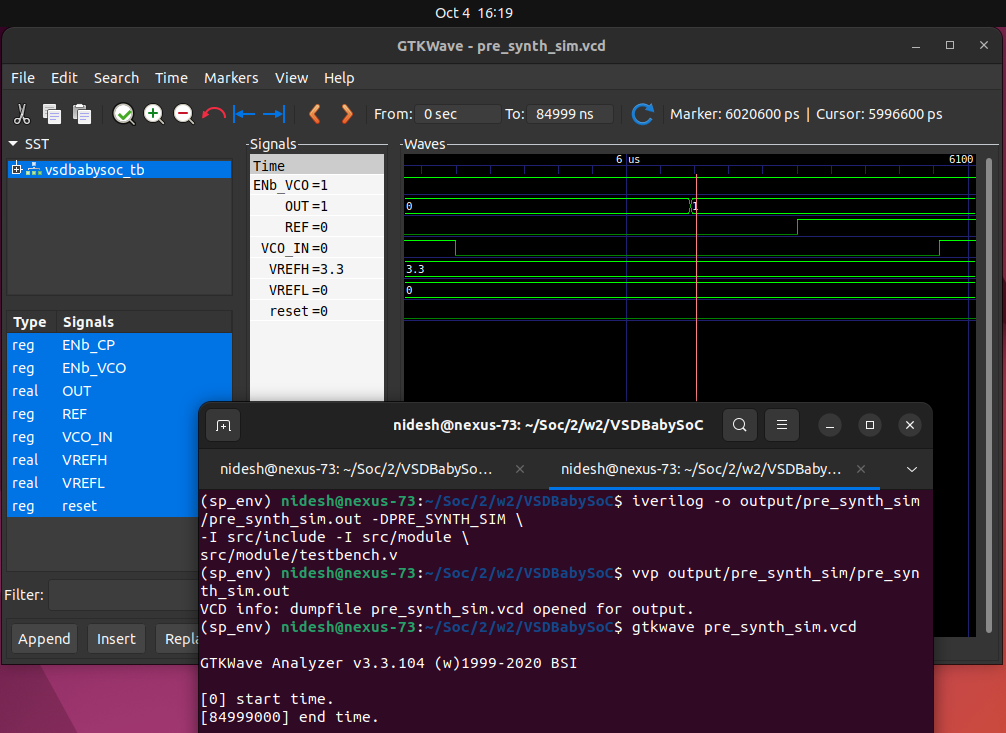 Oct 4 16:19
GTKWave - pre_synth_sim.vcd
File Edit Search Time Markers View Help
From: 0 sec To: 84999 ns Marker: 6020600 ps | Cursor: 5996600 ps
SST
vsdbabysoc_tb
Type Signals
reg ENb_CP
reg ENb_VCO
real OUT
reg REF
reg VCO_IN
real VREFH
real VREFL
reg reset
Filter:
Append Insert Repla
Signals
Time
ENb_VCO=1
OUT=1
REF=0
VCO_IN=0
VREFH=3.3
VREFL=0
reset=0
Waves
6 us 6100
0 1
3.3
0
nidesh@nexus-73: ~/Soc/2/w2/VSDBabySoC
nidesh@nexus-73: ~/Soc/2/VSDBabySo... nidesh@nexus-73: ~/Soc/2/w2/VSDBaby...
(sp_env) nidesh@nexus-73:~/Soc/2/w2/VSDBabySoC$ iverilog -o output/pre_synth_sim
/pre_synth_sim.out -DPRE_SYNTH_SIM \
-I src/include -I src/module \
src/module/testbench.v
(sp_env) nidesh@nexus-73:~/Soc/2/w2/VSDBabySoC$ vvp output/pre_synth_sim/pre_syn
th_sim.out
VCD info: dumpfile pre_synth_sim.vcd opened for output.
(sp_env) nidesh@nexus-73:~/Soc/2/w2/VSDBabySoC$ gtkwave pre_synth_sim.vcd
GTKWave Analyzer v3.3.104 (w)1999-2020 BSI
[0] start time.
[84999000] end time.